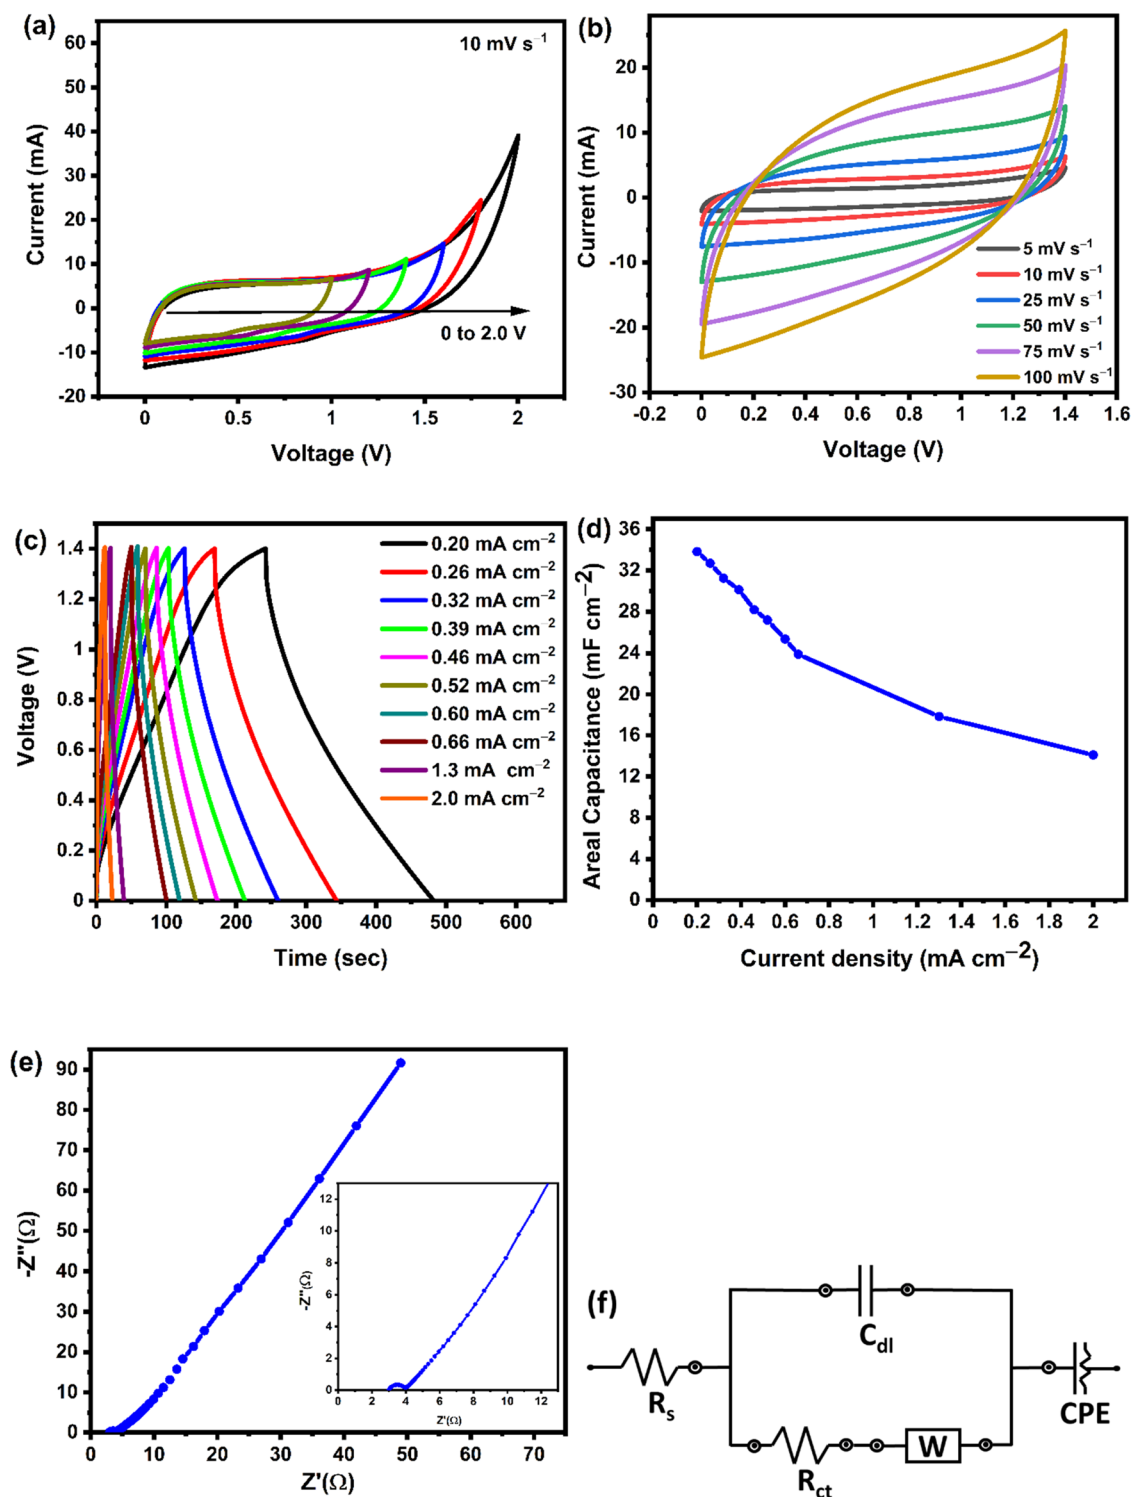 (a)
10 mV s⁻¹
60
50
40
30
20
10
0
-10
-20
Current (mA)
0 to 2.0 V
0 0.5 1 1.5 2
Voltage (V)
(b)
20
10
0
-10
-20
-30
Current (mA)
5 mV s⁻¹
10 mV s⁻¹
25 mV s⁻¹
50 mV s⁻¹
75 mV s⁻¹
100 mV s⁻¹
-0.2 0 0.2 0.4 0.6 0.8 1 1.2 1.4 1.6
Voltage (V)
(c)
1.4
1.2
1
0.8
0.6
0.4
0.2
0
Voltage (V)
0.20 mA cm⁻²
0.26 mA cm⁻²
0.32 mA cm⁻²
0.39 mA cm⁻²
0.46 mA cm⁻²
0.52 mA cm⁻²
0.60 mA cm⁻²
0.66 mA cm⁻²
1.3 mA cm⁻²
2.0 mA cm⁻²
0 100 200 300 400 500 600
Time (sec)
(d)
36
32
28
24
20
16
12
8
4
0
Areal Capacitance (mF cm⁻²)
0 0.2 0.4 0.6 0.8 1 1.2 1.4 1.6 1.8 2.0
Current density (mA cm⁻²)
(e)
90
80
70
60
50
40
30
20
10
0
-Z"(Ω)
0 10 20 30 40 50 60 70
Z'(Ω)
12
10
8
6
4
2
0
-Z"(Ω)
0 2 4 6 8 10 12
Z'(Ω)
(f)
C<sub>dl</sub>
R<sub>s</sub>
CPE
W
R<sub>ct</sub>